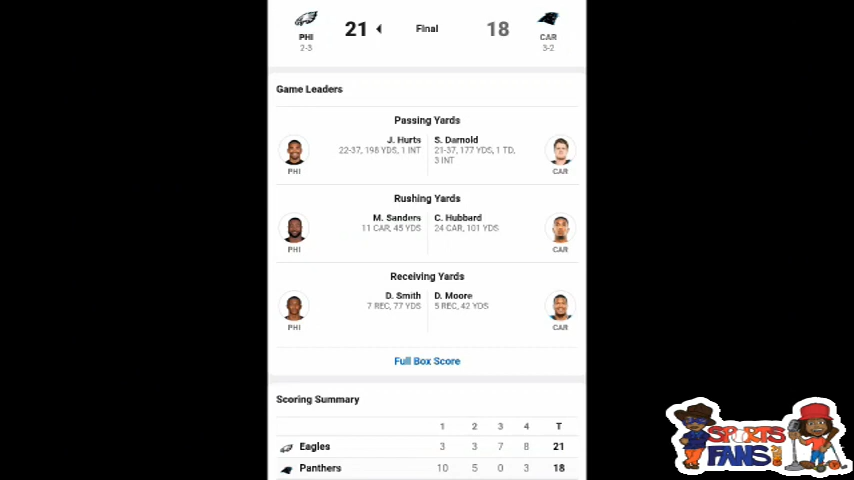 21 Final 18
PHI CAR
2-3 3-2
Game Leaders
Passing Yards
J. Hurts S. Darnold
22-37, 198 YDS, 1 INT 21-37, 177 YDS, 1 TD,
3 INT
PHI CAR
Rushing Yards
M. Sanders C. Hubbard
11 CAR, 45 YDS 24 CAR, 101 YDS
PHI CAR
Receiving Yards
D. Smith D. Moore
7 REC, 77 YDS 5 REC, 42 YDS
PHI CAR
Full Box Score
Scoring Summary
1 2 3 4 T
Eagles 3 3 7 8 21
Panthers 10 5 0 3 18
SPORTS
FANS